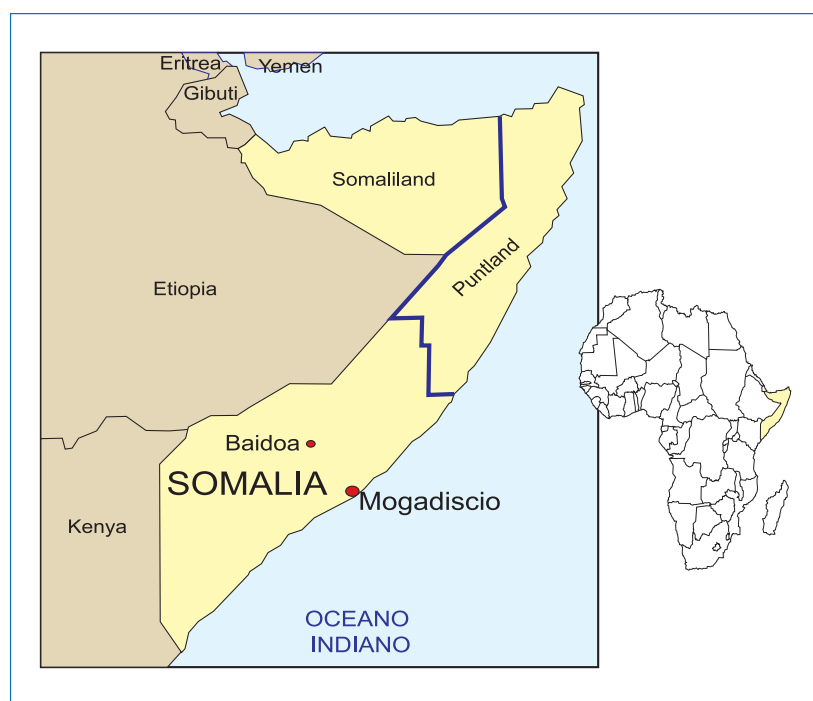 Eritrea
Yemen
Gibuti
Somaliland
Puntland
Etiopia
Baidoa
SOMALIA
Mogadiscio
Kenya
OCEANO
INDIANO